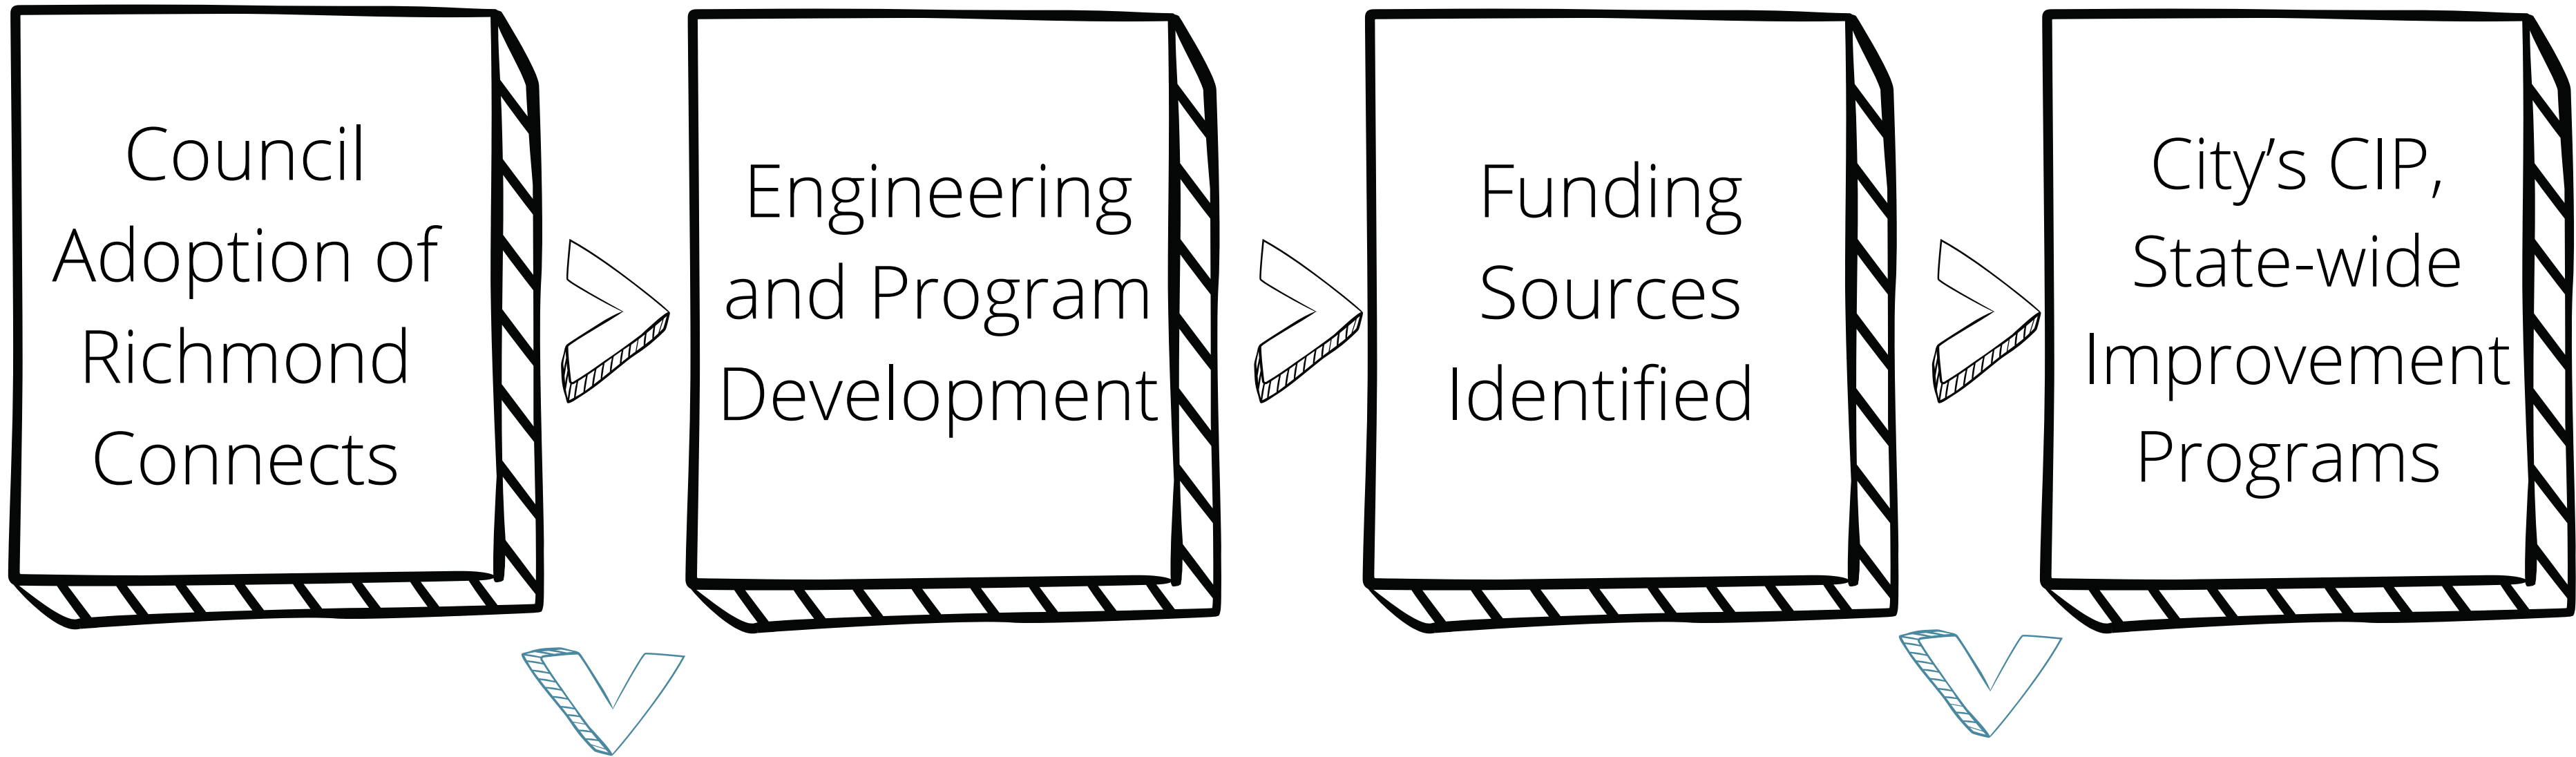 Council
Adoption of
Richmond
Connects
Engineering
and Program
Development
Funding
Sources
Identified
City’s CIP,
State-wide
Improvement
Programs